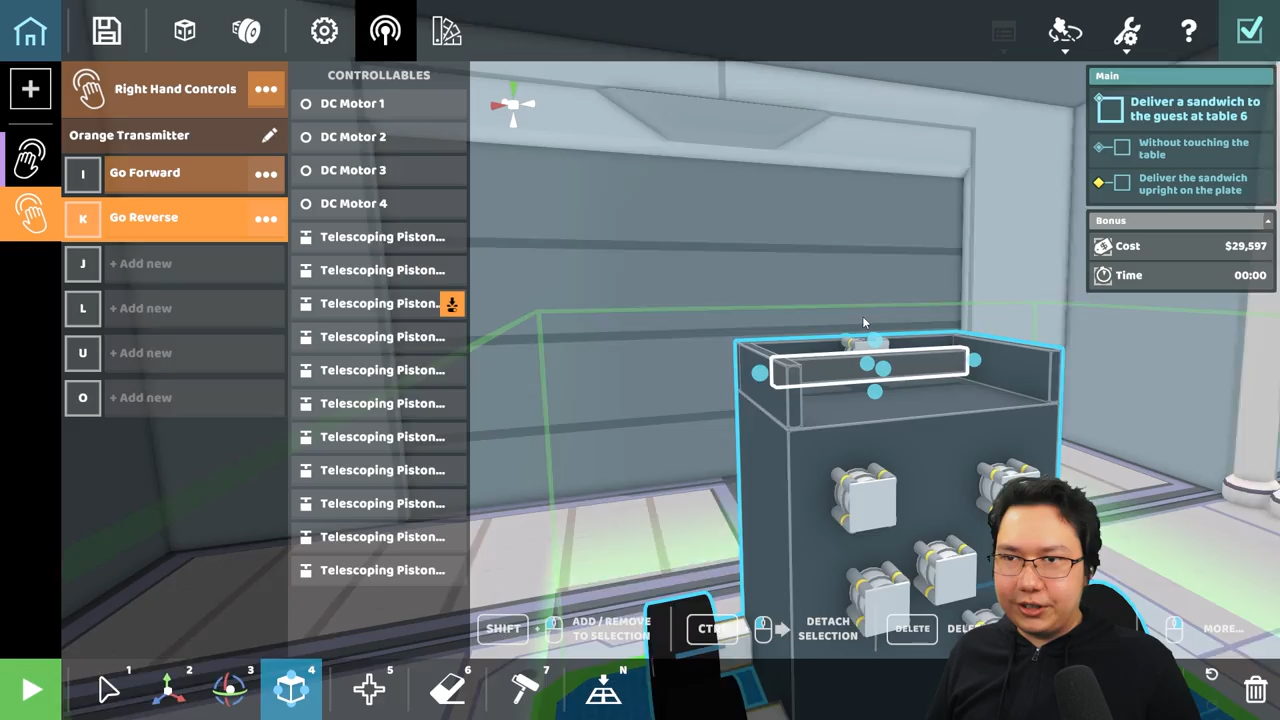 1
2
3
4
5
6
7
N
Right Hand Controls
Orange Transmitter
I
Go Forward
K
Go Reverse
J
+ Add new
L
+ Add new
U
+ Add new
O
+ Add new
CONTROLLABLES
DC Motor 1
DC Motor 2
DC Motor 3
DC Motor 4
Telescoping Piston...
Telescoping Piston...
Telescoping Piston...
Telescoping Piston...
Telescoping Piston...
Telescoping Piston...
Telescoping Piston...
Telescoping Piston...
Telescoping Piston...
Telescoping Piston...
Telescoping Piston...
Main
Deliver a sandwich to
the guest at table 6
Without touching the
table
Deliver the sandwich
upright on the plate
Bonus
Cost
$29,597
Time
00:00
SHIFT
+
ADD / REMOVE
TO SELECTION
DETACH
SELECTION
DELETE
MORE...